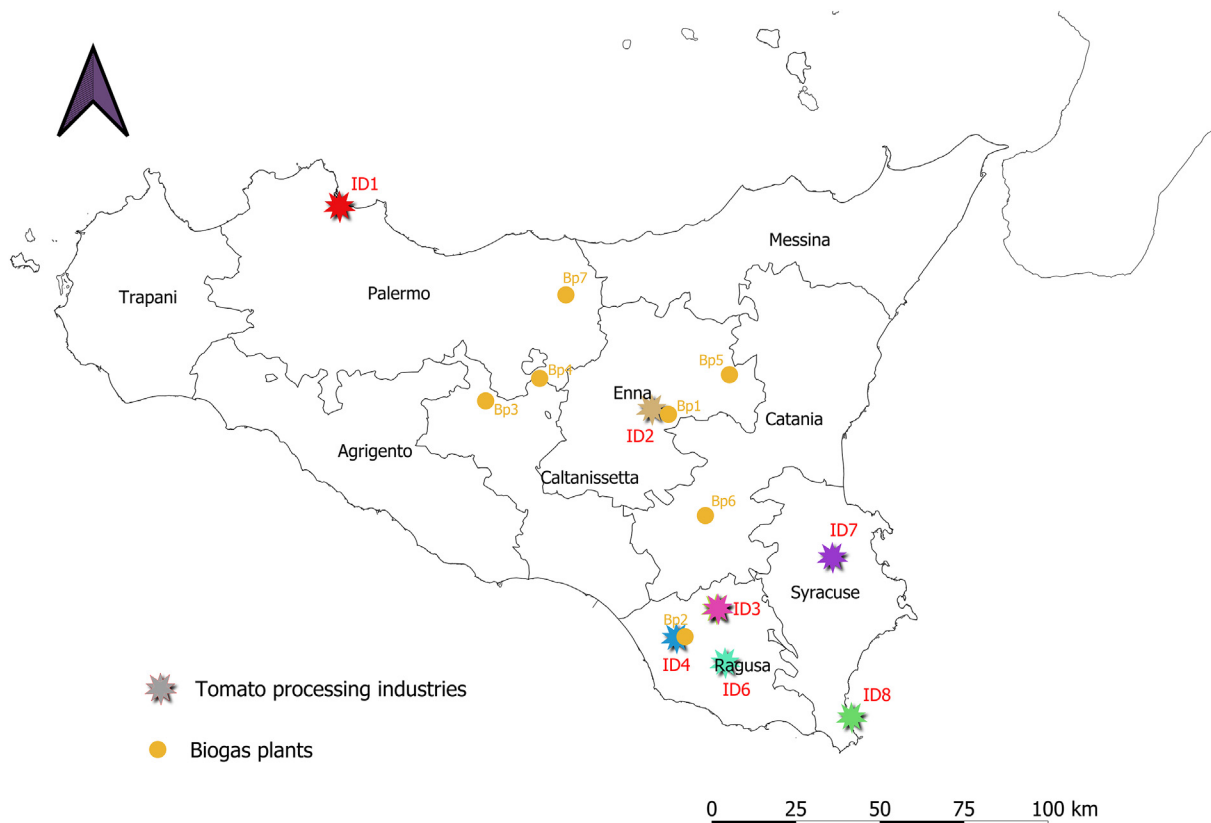 ID1
Messina
Bp7
Palermo
Trapani
Bp5
Bp4
Enna
Bp3
Bp1
Catania
ID2
Agrigento
Caltanissetta
Bp6
ID7
Syracuse
ID3
Bp2
ID4
Ragusa
ID6
ID8
Tomato processing industries
Biogas plants
0 25 50 75 100 km